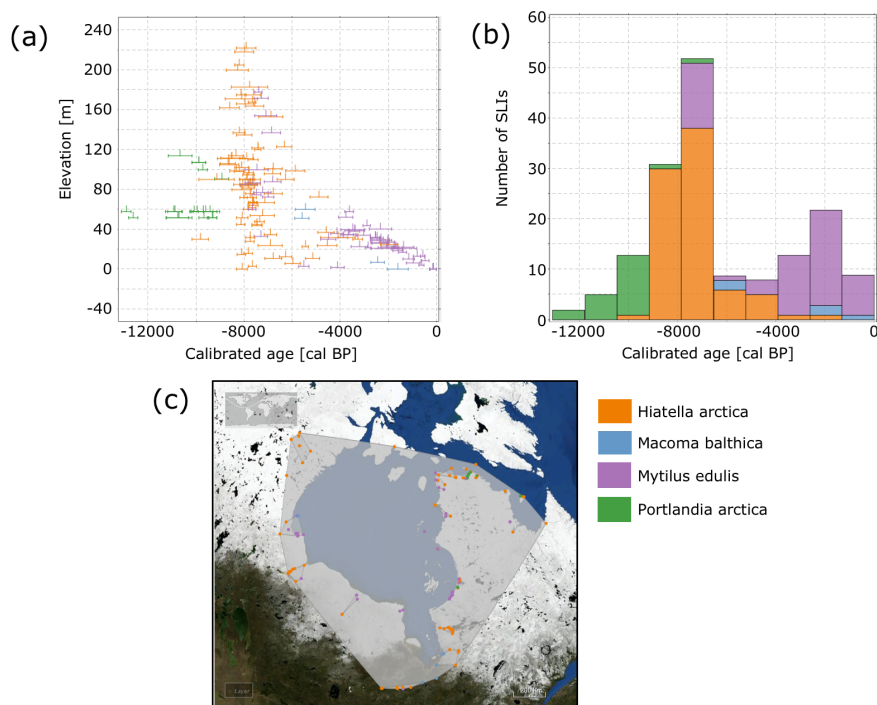 (a)
240
200
160
120
80
40
0
-40
Elevation [m]
-12000 -8000 -4000 0
Calibrated age [cal BP]
(b)
60
50
40
30
20
10
0
Number of SLIs
-12000 -8000 -4000 0
Calibrated age [cal BP]
(c)
Hiatella arctica
Macoma balthica
Mytilus edulis
Portlandia arctica
Layer